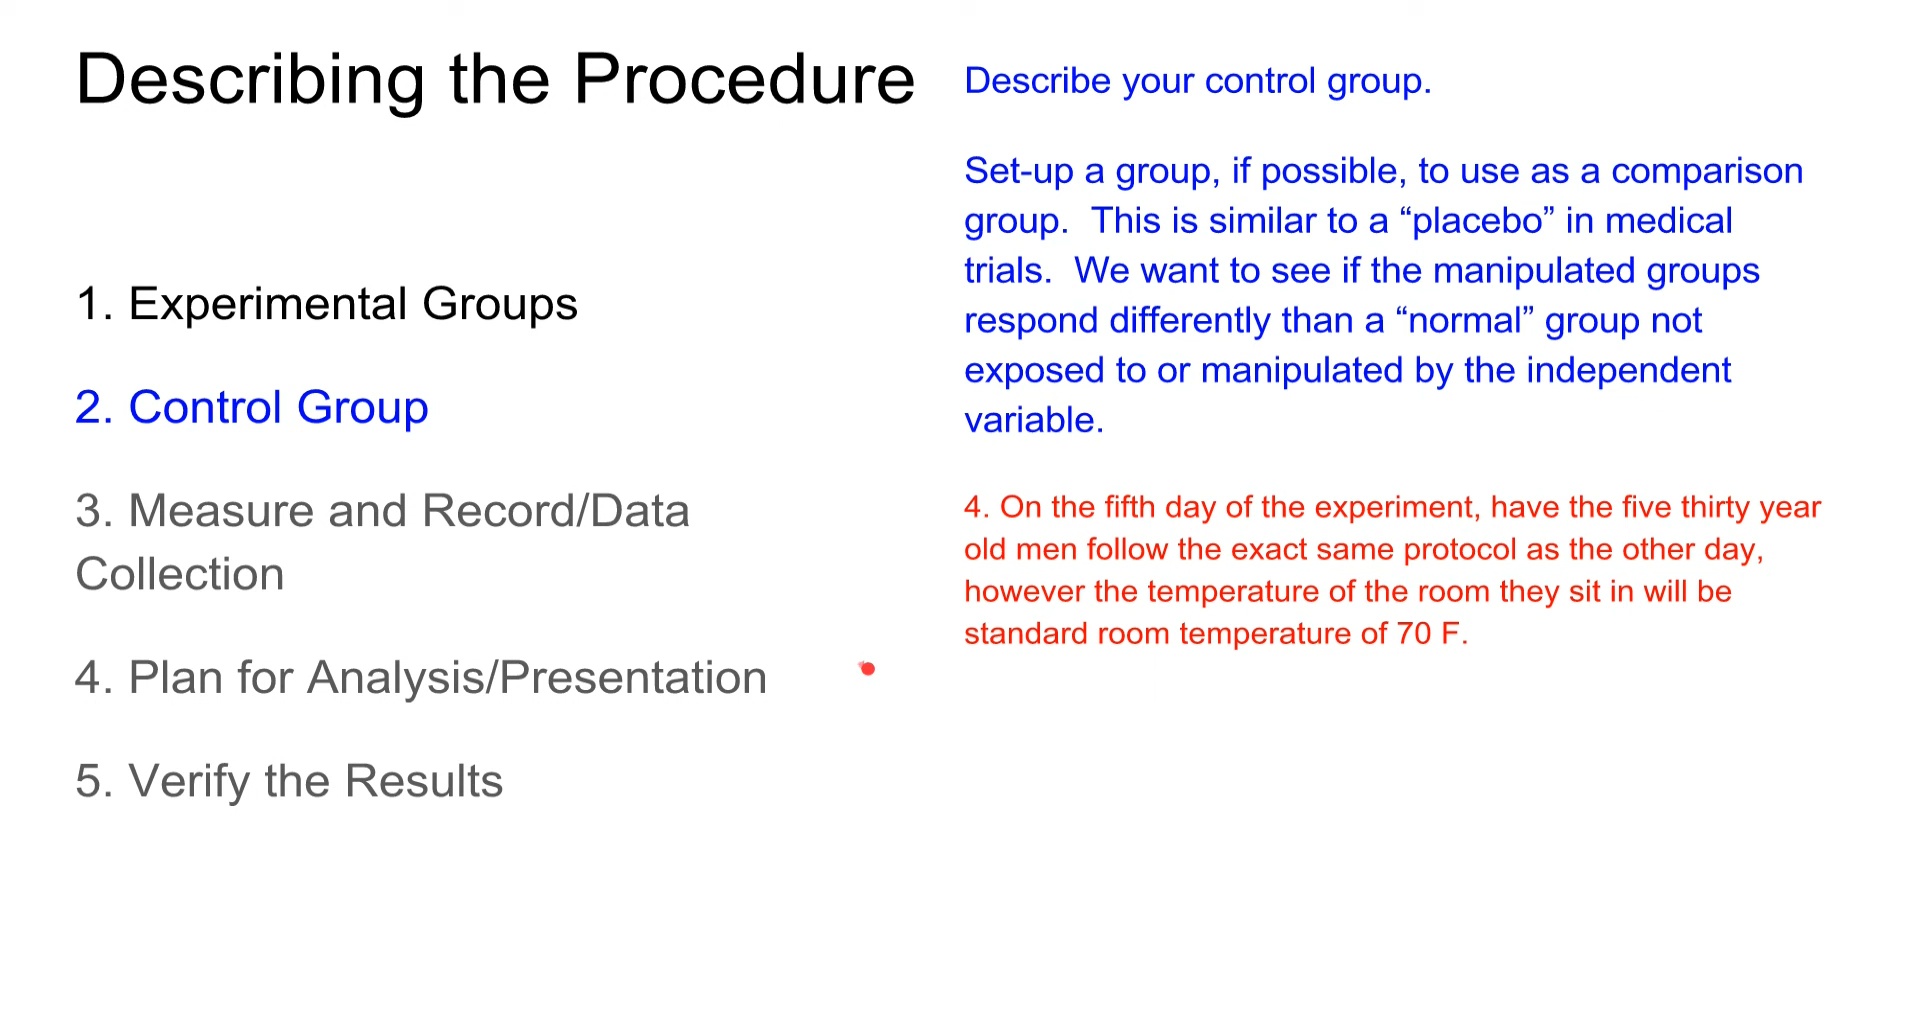 Describing the Procedure
1. Experimental Groups
2. Control Group
3. Measure and Record/Data
Collection
4. Plan for Analysis/Presentation
5. Verify the Results
Describe your control group.
Set-up a group, if possible, to use as a comparison
group.  This is similar to a “placebo” in medical
trials.  We want to see if the manipulated groups
respond differently than a “normal” group not
exposed to or manipulated by the independent
variable.
4. On the fifth day of the experiment, have the five thirty year
old men follow the exact same protocol as the other day,
however the temperature of the room they sit in will be
standard room temperature of 70 F.